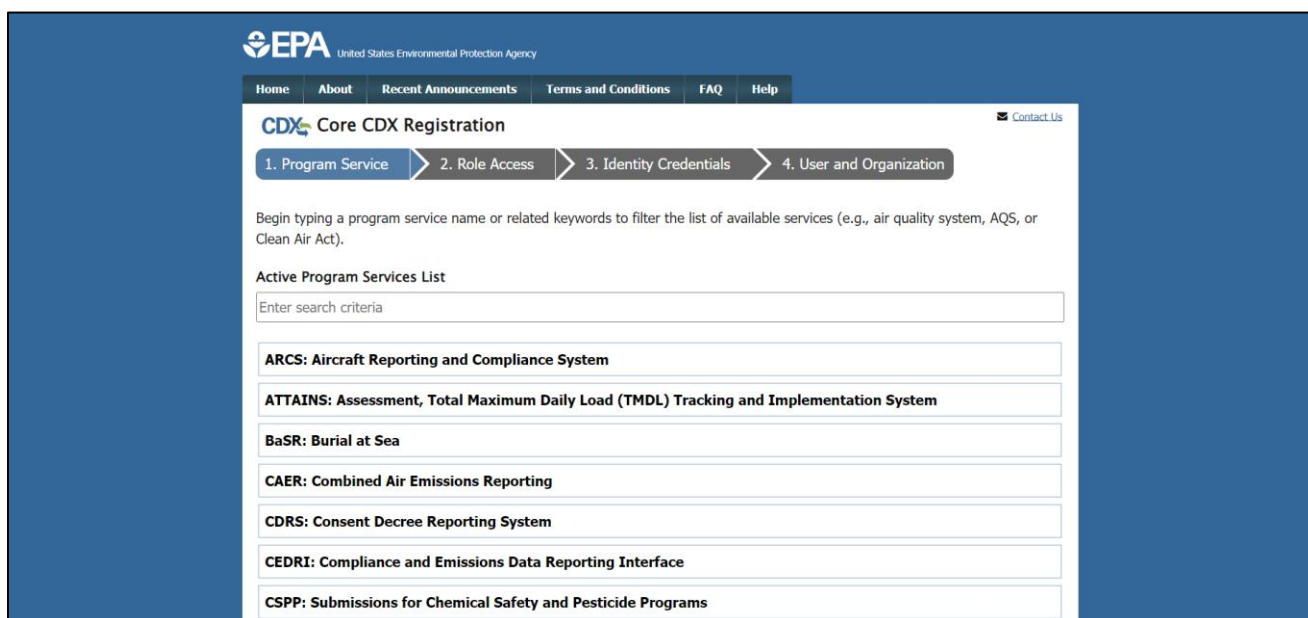 EPA United States Environmental Protection Agency
Home About Recent Announcements Terms and Conditions FAQ Help
CDX Core CDX Registration
Contact Us
1. Program Service 2. Role Access 3. Identity Credentials 4. User and Organization
Begin typing a program service name or related keywords to filter the list of available services (e.g., air quality system, AQS, or
Clean Air Act).
Active Program Services List
Enter search criteria
ARCS: Aircraft Reporting and Compliance System
ATTAINS: Assessment, Total Maximum Daily Load (TMDL) Tracking and Implementation System
BaSR: Burial at Sea
CAER: Combined Air Emissions Reporting
CDRS: Consent Decree Reporting System
CEDRI: Compliance and Emissions Data Reporting Interface
CSPP: Submissions for Chemical Safety and Pesticide Programs